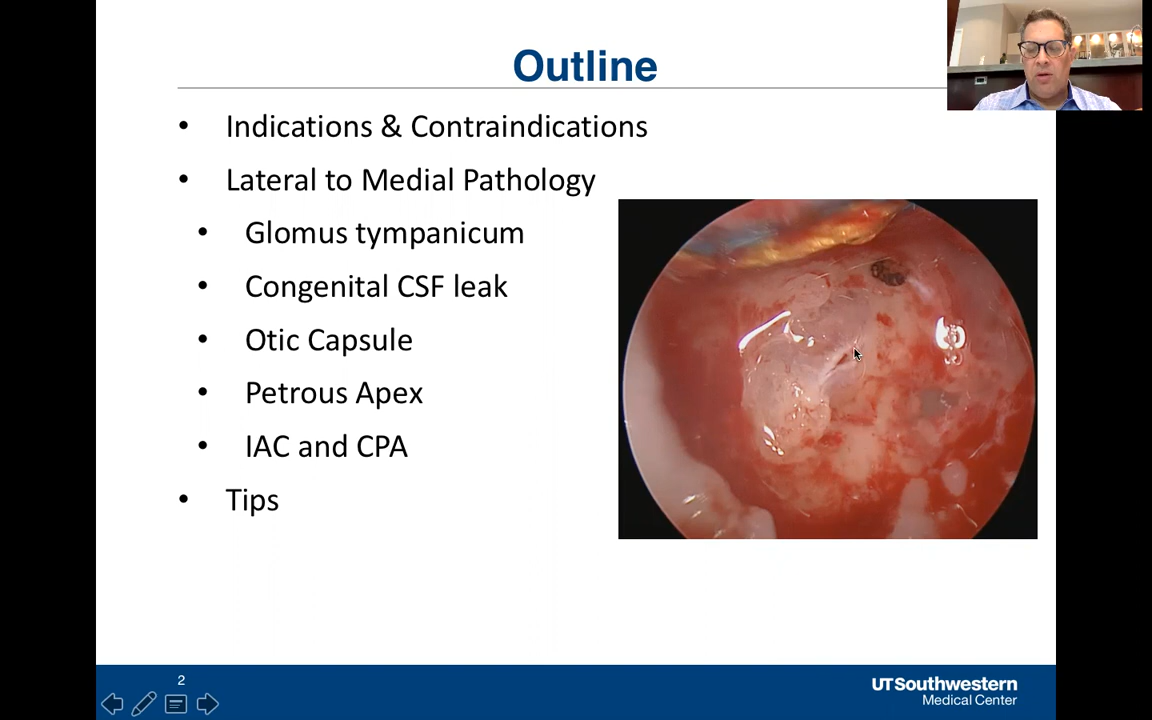 Outline
• Indications & Contraindications
• Lateral to Medial Pathology
• Glomus tympanicum
• Congenital CSF leak
• Otic Capsule
• Petrous Apex
• IAC and CPA
• Tips
2
UTSouthwestern
Medical Center